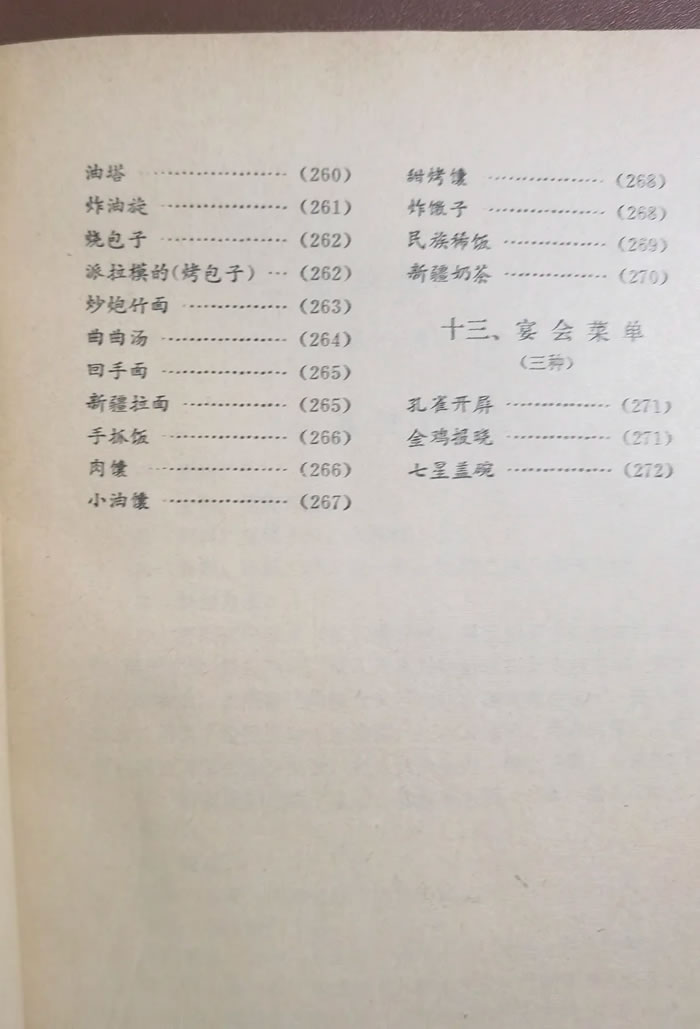 油塔 ………………… (260)
炸油旋 ……………… (261)
烧包子 ……………… (262)
派拉模的(烤包子) … (262)
炒炮竹面 …………… (263)
曲曲汤 ……………… (264)
回手面 ……………… (265)
新疆拉面 …………… (265)
手抓饭 ……………… (266)
肉馕 ………………… (266)
小油馕 ……………… (267)
甜烤馕 ……………… (268)
炸馓子 ……………… (268)
民族稀饭 …………… (269)
新疆奶茶 …………… (270)
十三、宴会菜单
(三种)
孔雀开屏 …………… (271)
金鸡报晓 …………… (271)
七星盖碗 …………… (272)